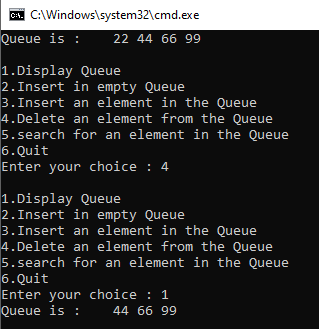 C:\Windows\system32\cmd.exe
Queue is :    22 44 66 99
1.Display Queue
2.Insert in empty Queue
3.Insert an element in the Queue
4.Delete an element from the Queue
5.search for an element in the Queue
6.Quit
Enter your choice : 4
1.Display Queue
2.Insert in empty Queue
3.Insert an element in the Queue
4.Delete an element from the Queue
5.search for an element in the Queue
6.Quit
Enter your choice : 1
Queue is :    44 66 99